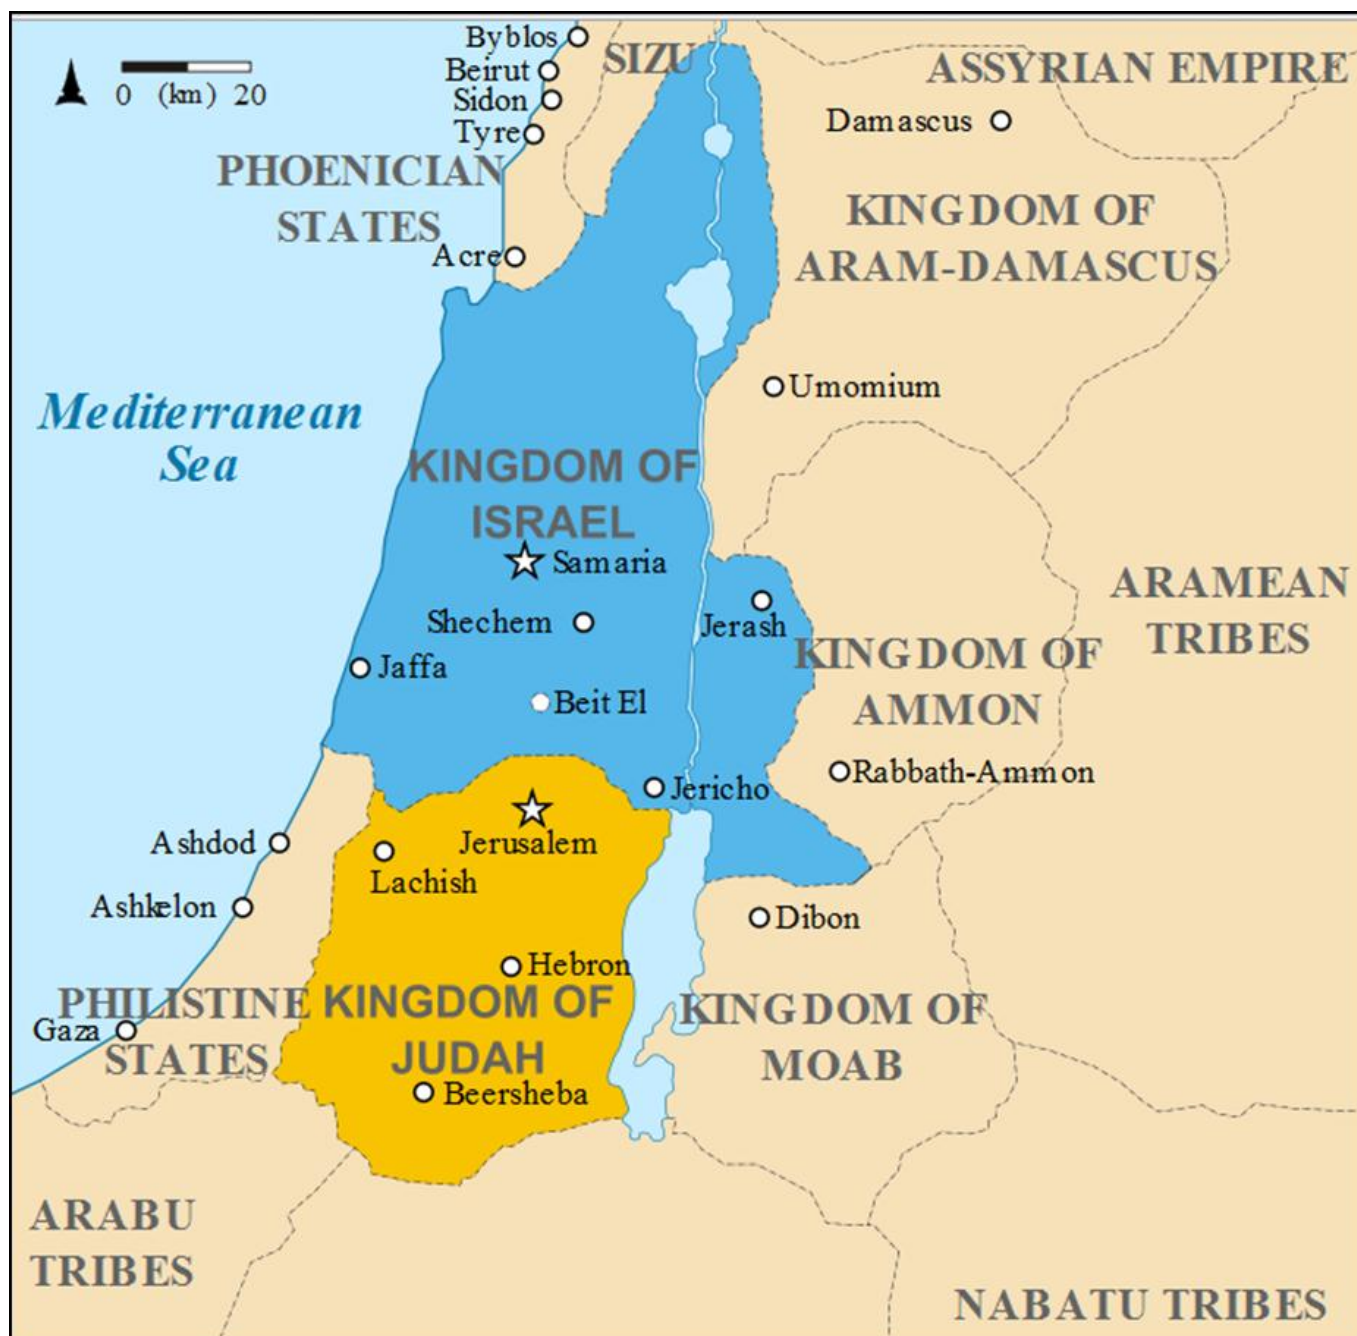 Byblos
Beirut
Sidon
Tyre
SIZU
ASSYRIAN EMPIRE
0 (km) 20
Damascus
PHOENICIAN
STATES
KINGDOM OF
ARAM-DAMASCUS
Acre
Umomium
Mediterranean
Sea
KINGDOM OF
ISRAEL
Samaria
Shechem
Jerash
ARAMEAN
TRIBES
Jaffa
KINGDOM OF
AMMON
Beit El
Jericho
Rabbath-Ammon
Ashdod
Jerusalem
Lachish
Ashkelon
Dibon
Hebron
PHILISTINE
STATES
KINGDOM OF
JUDAH
KINGDOM OF
MOAB
Gaza
Beersheba
ARABU
TRIBES
NABATU TRIBES